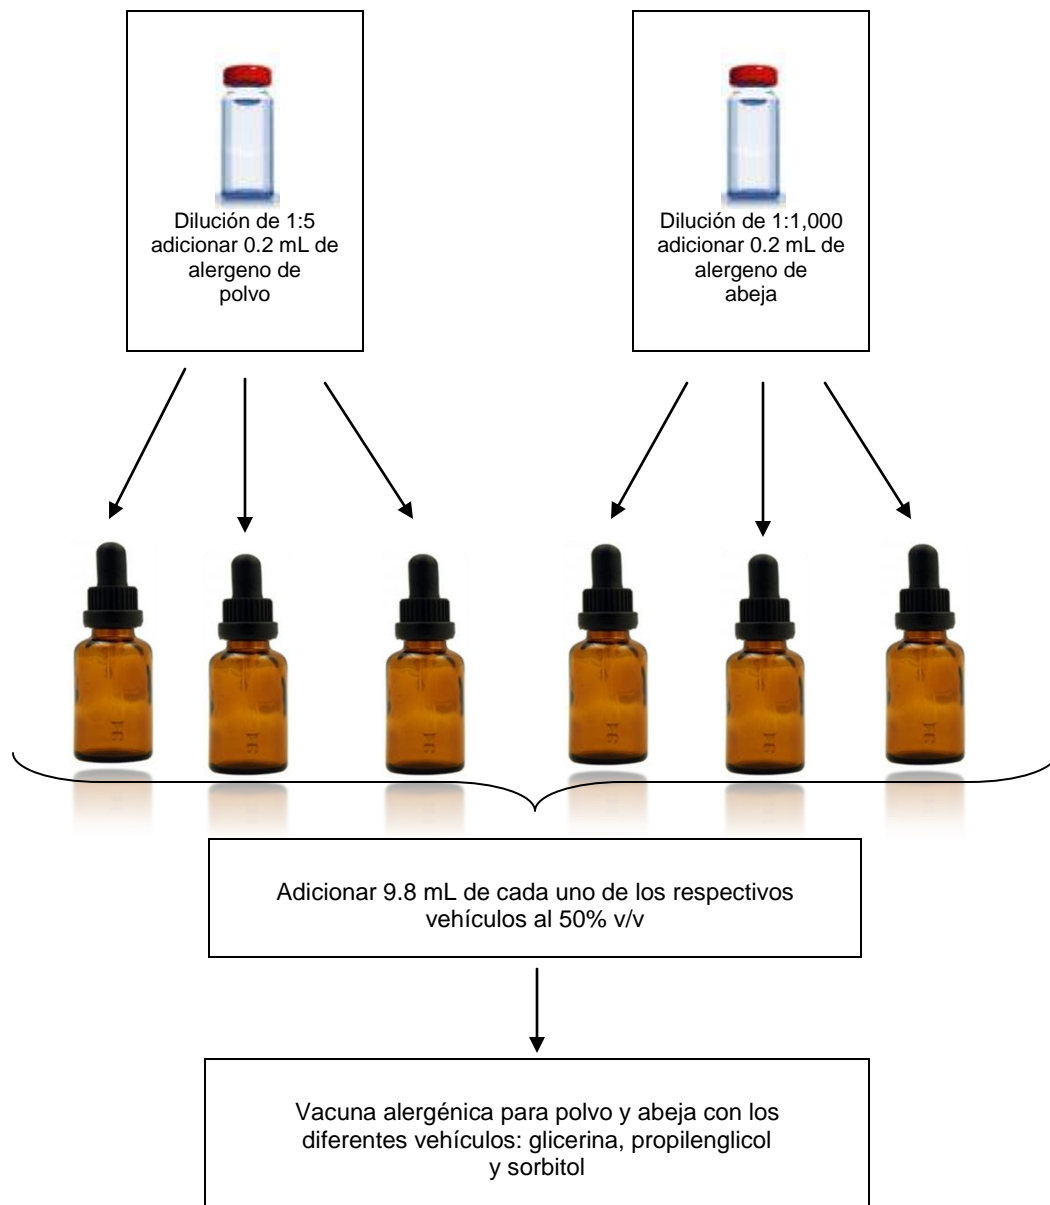 Dilución de 1:5
adicionar 0.2 mL de
alergeno de
polvo
Dilución de 1:1,000
adicionar 0.2 mL de
alergeno de
abeja
Adicionar 9.8 mL de cada uno de los respectivos
vehículos al 50% v/v
Vacuna alergénica para polvo y abeja con los
diferentes vehículos: glicerina, propilenglicol
y sorbitol